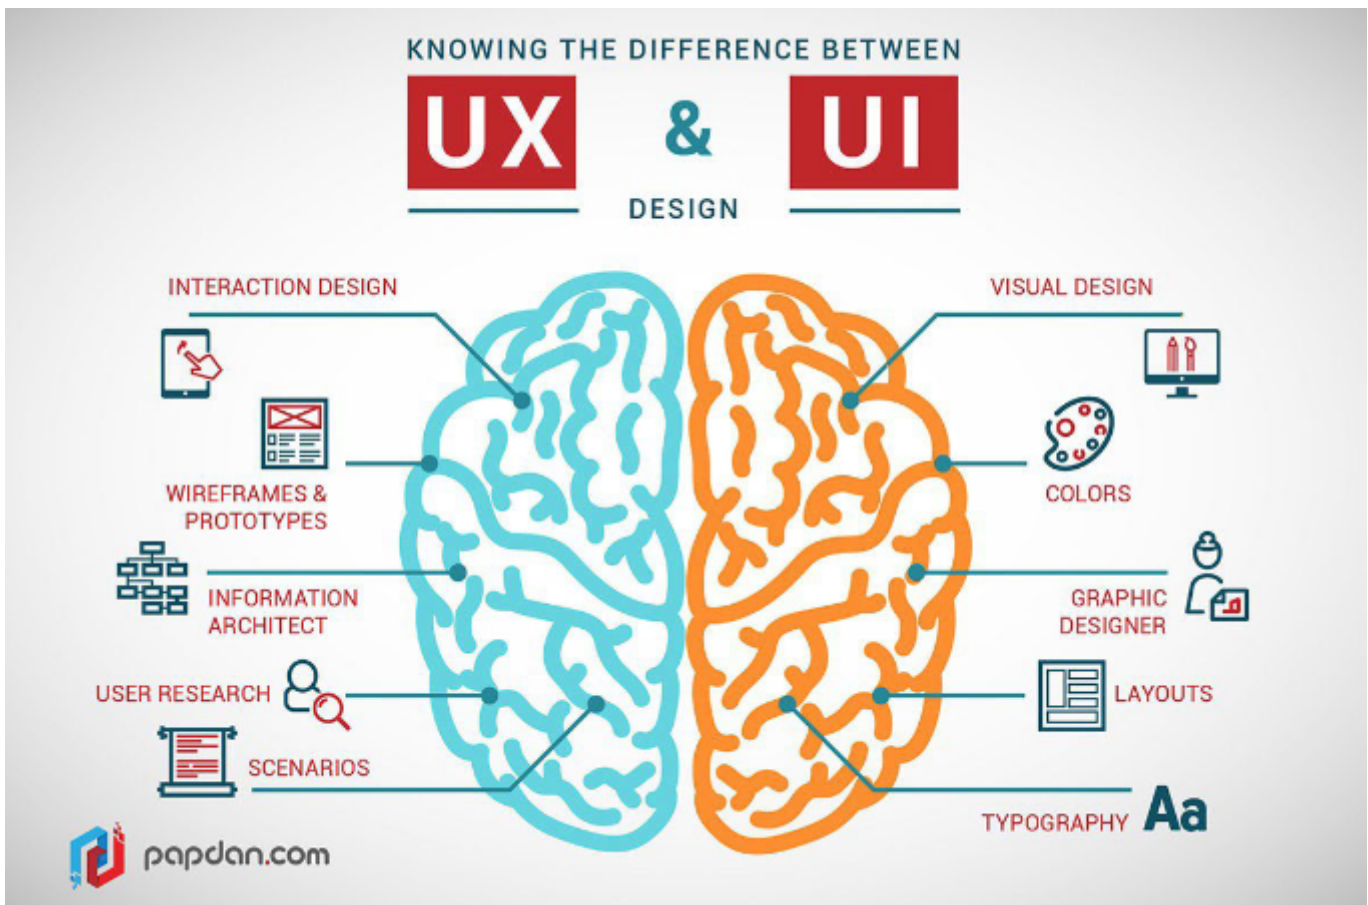 KNOWING THE DIFFERENCE BETWEEN
UX & UI
DESIGN
INTERACTION DESIGN
WIREFRAMES &
PROTOTYPES
INFORMATION
ARCHITECT
USER RESEARCH
SCENARIOS
VISUAL DESIGN
COLORS
GRAPHIC
DESIGNER
LAYOUTS
TYPOGRAPHY Aa
papdan.com